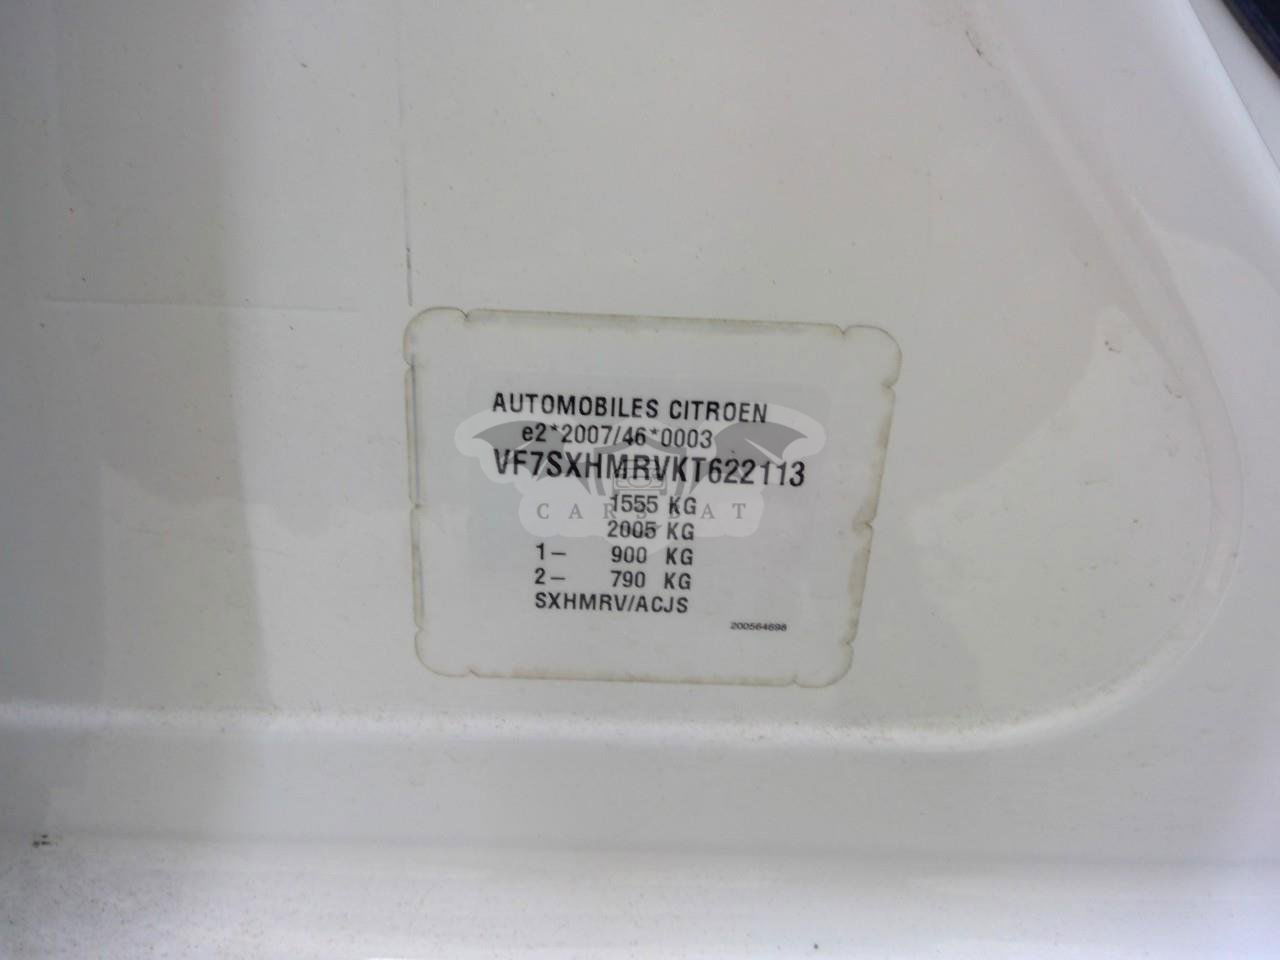 AUTOMOBILES CITROEN
e2*2007/46*0003
VF7SXHMRVKT622113
1555 KG
CARSBAT
2005 KG
1- 900 KG
2- 790 KG
SXHMRV/ACJS
200564698